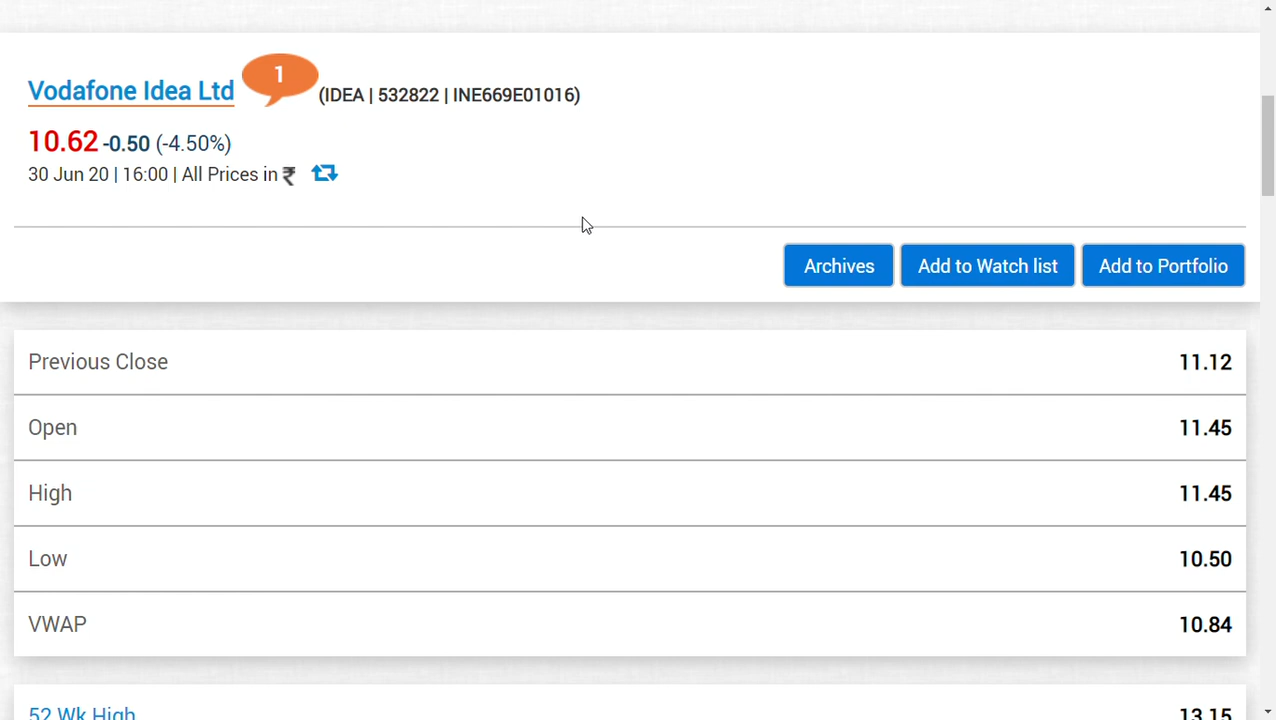 Vodafone Idea Ltd 1 (IDEA | 532822 | INE669E01016)
10.62 -0.50 (-4.50%)
30 Jun 20 | 16:00 | All Prices in ₹
Archives Add to Watch list Add to Portfolio
Previous Close 11.12
Open 11.45
High 11.45
Low 10.50
VWAP 10.84
52 Wk High 13.15